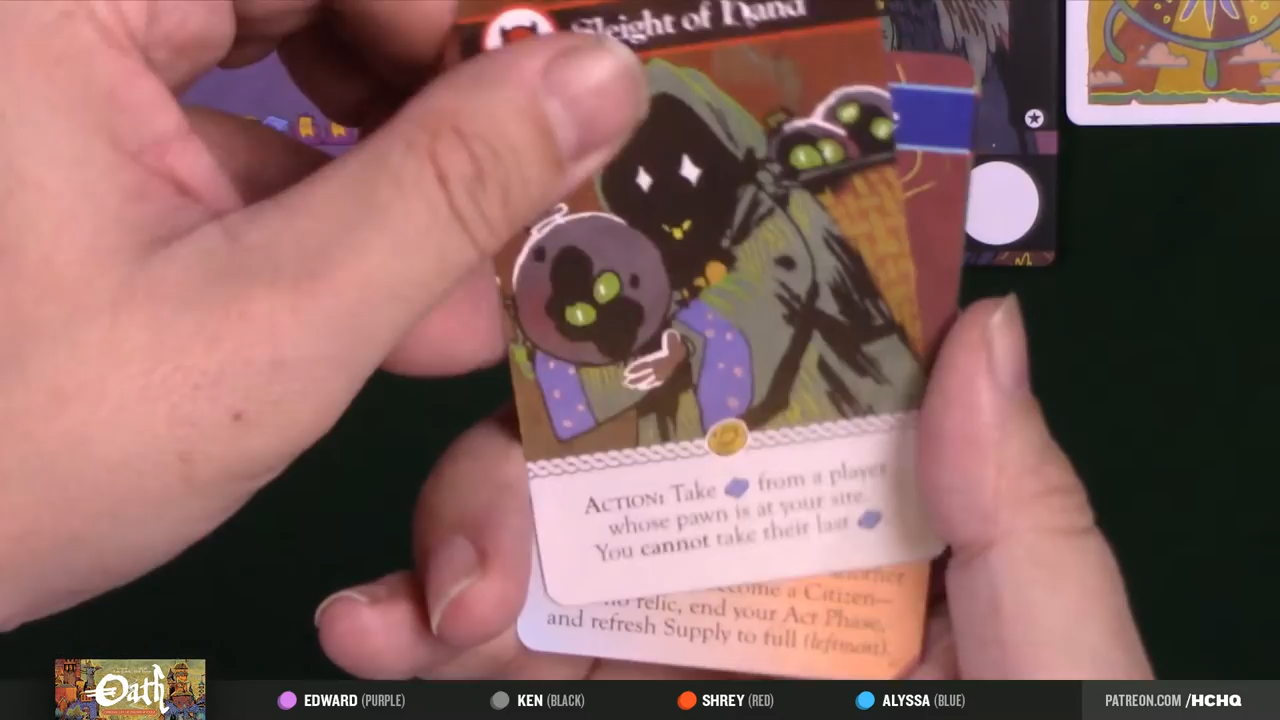 Sleight of Hand
ACTION: Take from a player
whose pawn is at your site.
You cannot take their last
become a Citizen—
no relic, end your Act Phase,
and refresh Supply to full (leftmost).
Oath
EDWARD (PURPLE)
KEN (BLACK)
SHREY (RED)
ALYSSA (BLUE)
PATREON.COM /HCHQ